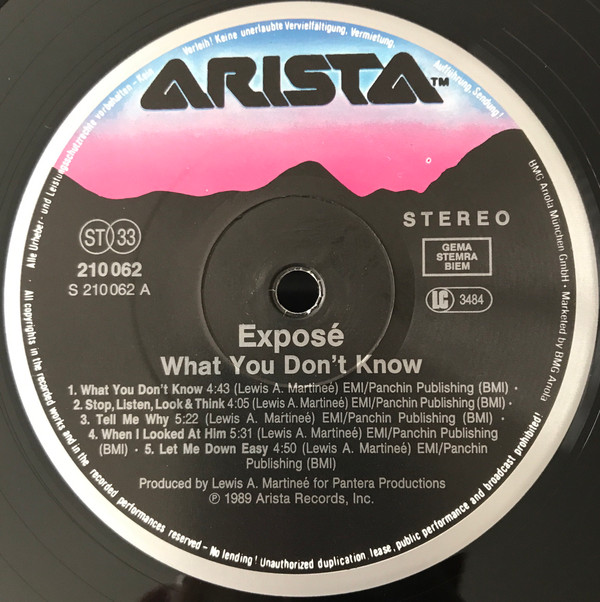 Alle Urheber- und Leistungsschutzrechte vorbehalten - Kein Verleih! Keine unerlaubte Vervielfältigung, Vermietung, Aufführung, Sendung!
ARISTA™
STEREO
ST 33
210 062
S 210 062 A
GEMA
STEMRA
BIEM
LC 3484
BMG Ariola München GmbH · Marketed by BMG Ariola
Exposé
What You Don't Know
1. What You Don't Know 4:43 (Lewis A. Martineé) EMI/Panchin Publishing (BMI) ·
2. Stop, Listen, Look & Think 4:05 (Lewis A. Martineé) EMI/Panchin Publishing (BMI) ·
3. Tell Me Why 5:22 (Lewis A. Martineé) EMI/Panchin Publishing (BMI) ·
4. When I Looked At Him 5:31 (Lewis A. Martineé) EMI/Panchin Publishing
(BMI) · 5. Let Me Down Easy 4:50 (Lewis A. Martineé) EMI/Panchin
Publishing (BMI)
Produced by Lewis A. Martineé for Pantera Productions
℗ 1989 Arista Records, Inc.
All copyrights in the recorded works and in the recorded performances reserved - No lending! Unauthorized duplication, lease, public performance and broadcast prohibited!